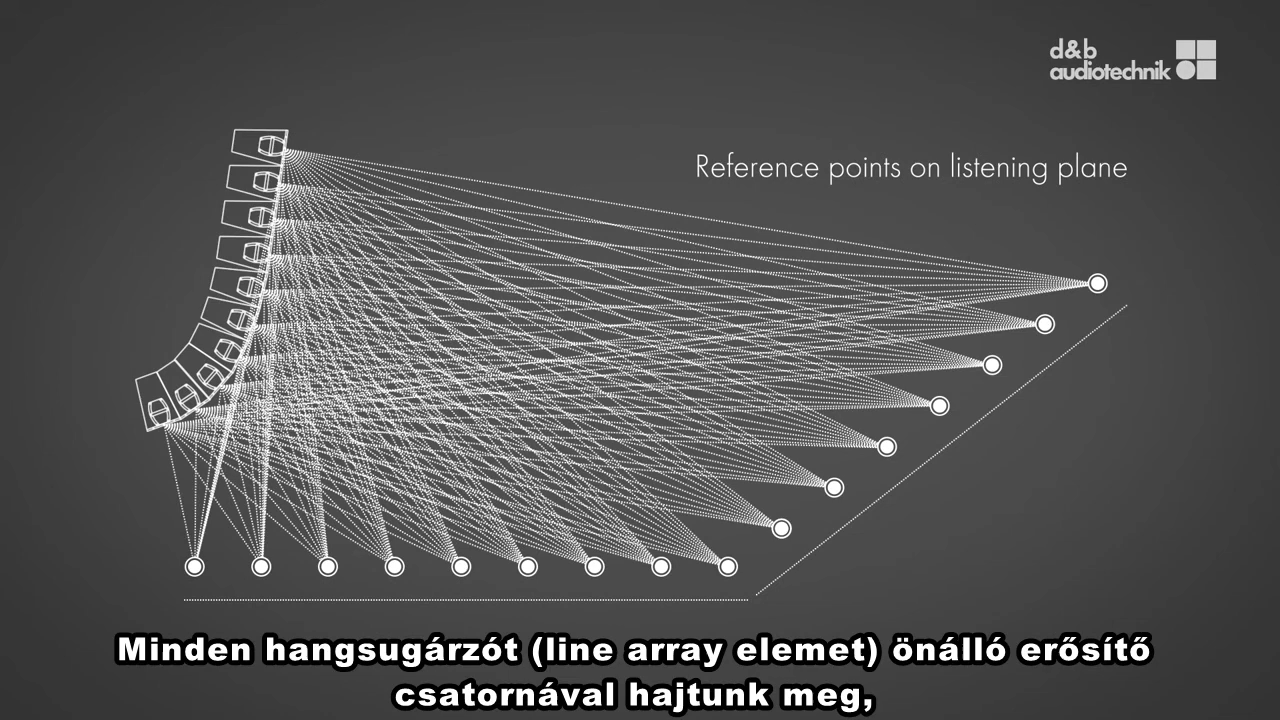 d&b
audiotechnik
Reference points on listening plane
Minden hangsugárzót (line array elemet) önálló erősítő
csatornával hajtunk meg,